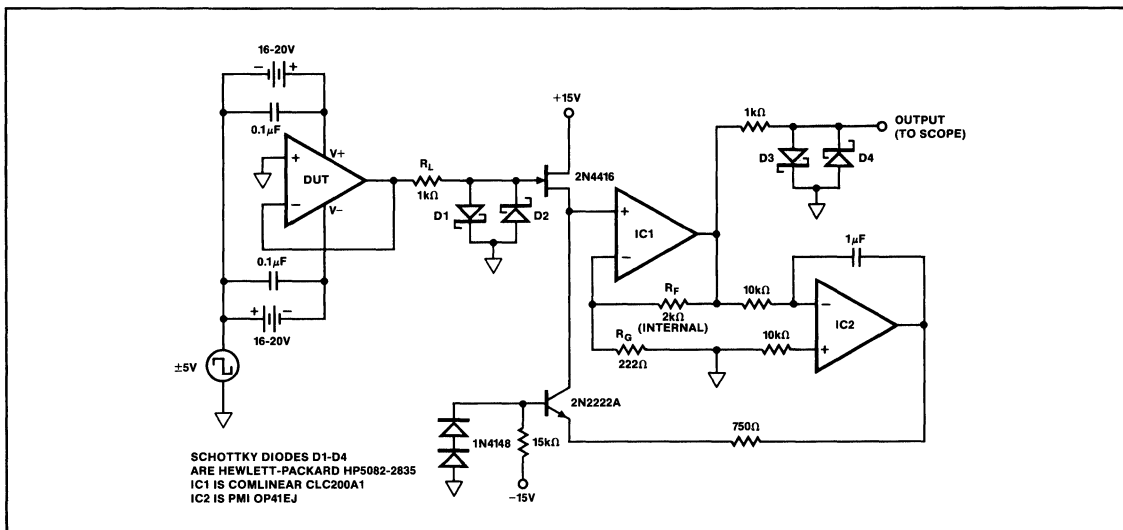 16-20V
− +
0.1μF
+15V
1kΩ
OUTPUT
(TO SCOPE)
V+
+
DUT
−
V−
RL
1kΩ
2N4416
D1
D2
D3
D4
+
IC1
−
1μF
0.1μF
+ −
16-20V
RF
2kΩ
(INTERNAL)
10kΩ
−
IC2
+
RG
222Ω
10kΩ
±5V
2N2222A
1N4148
15kΩ
750Ω
−15V
SCHOTTKY DIODES D1-D4
ARE HEWLETT-PACKARD HP5082-2835
IC1 IS COMLINEAR CLC200A1
IC2 IS PMI OP41EJ